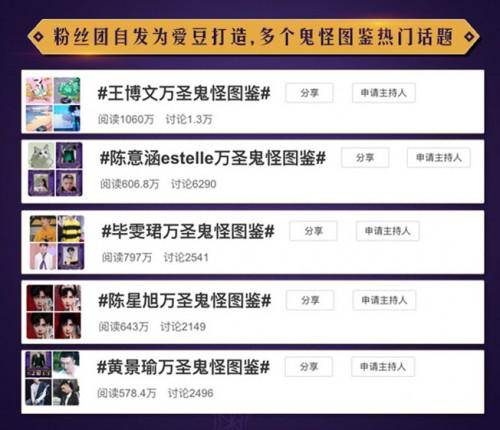 粉丝团自发为爱豆打造,多个鬼怪图鉴热门话题
#王博文万圣鬼怪图鉴# 分享 申请主持人
阅读1060万 讨论1.3万
#陈意涵estelle万圣鬼怪图鉴# 分享 申请主持人
阅读606.8万 讨论6290
#毕雯珺万圣鬼怪图鉴# 分享 申请主持人
阅读797万 讨论2541
#陈星旭万圣鬼怪图鉴# 分享 申请主持人
阅读643万 讨论2149
#黄景瑜万圣鬼怪图鉴# 分享 申请主持人
阅读578.4万 讨论2496